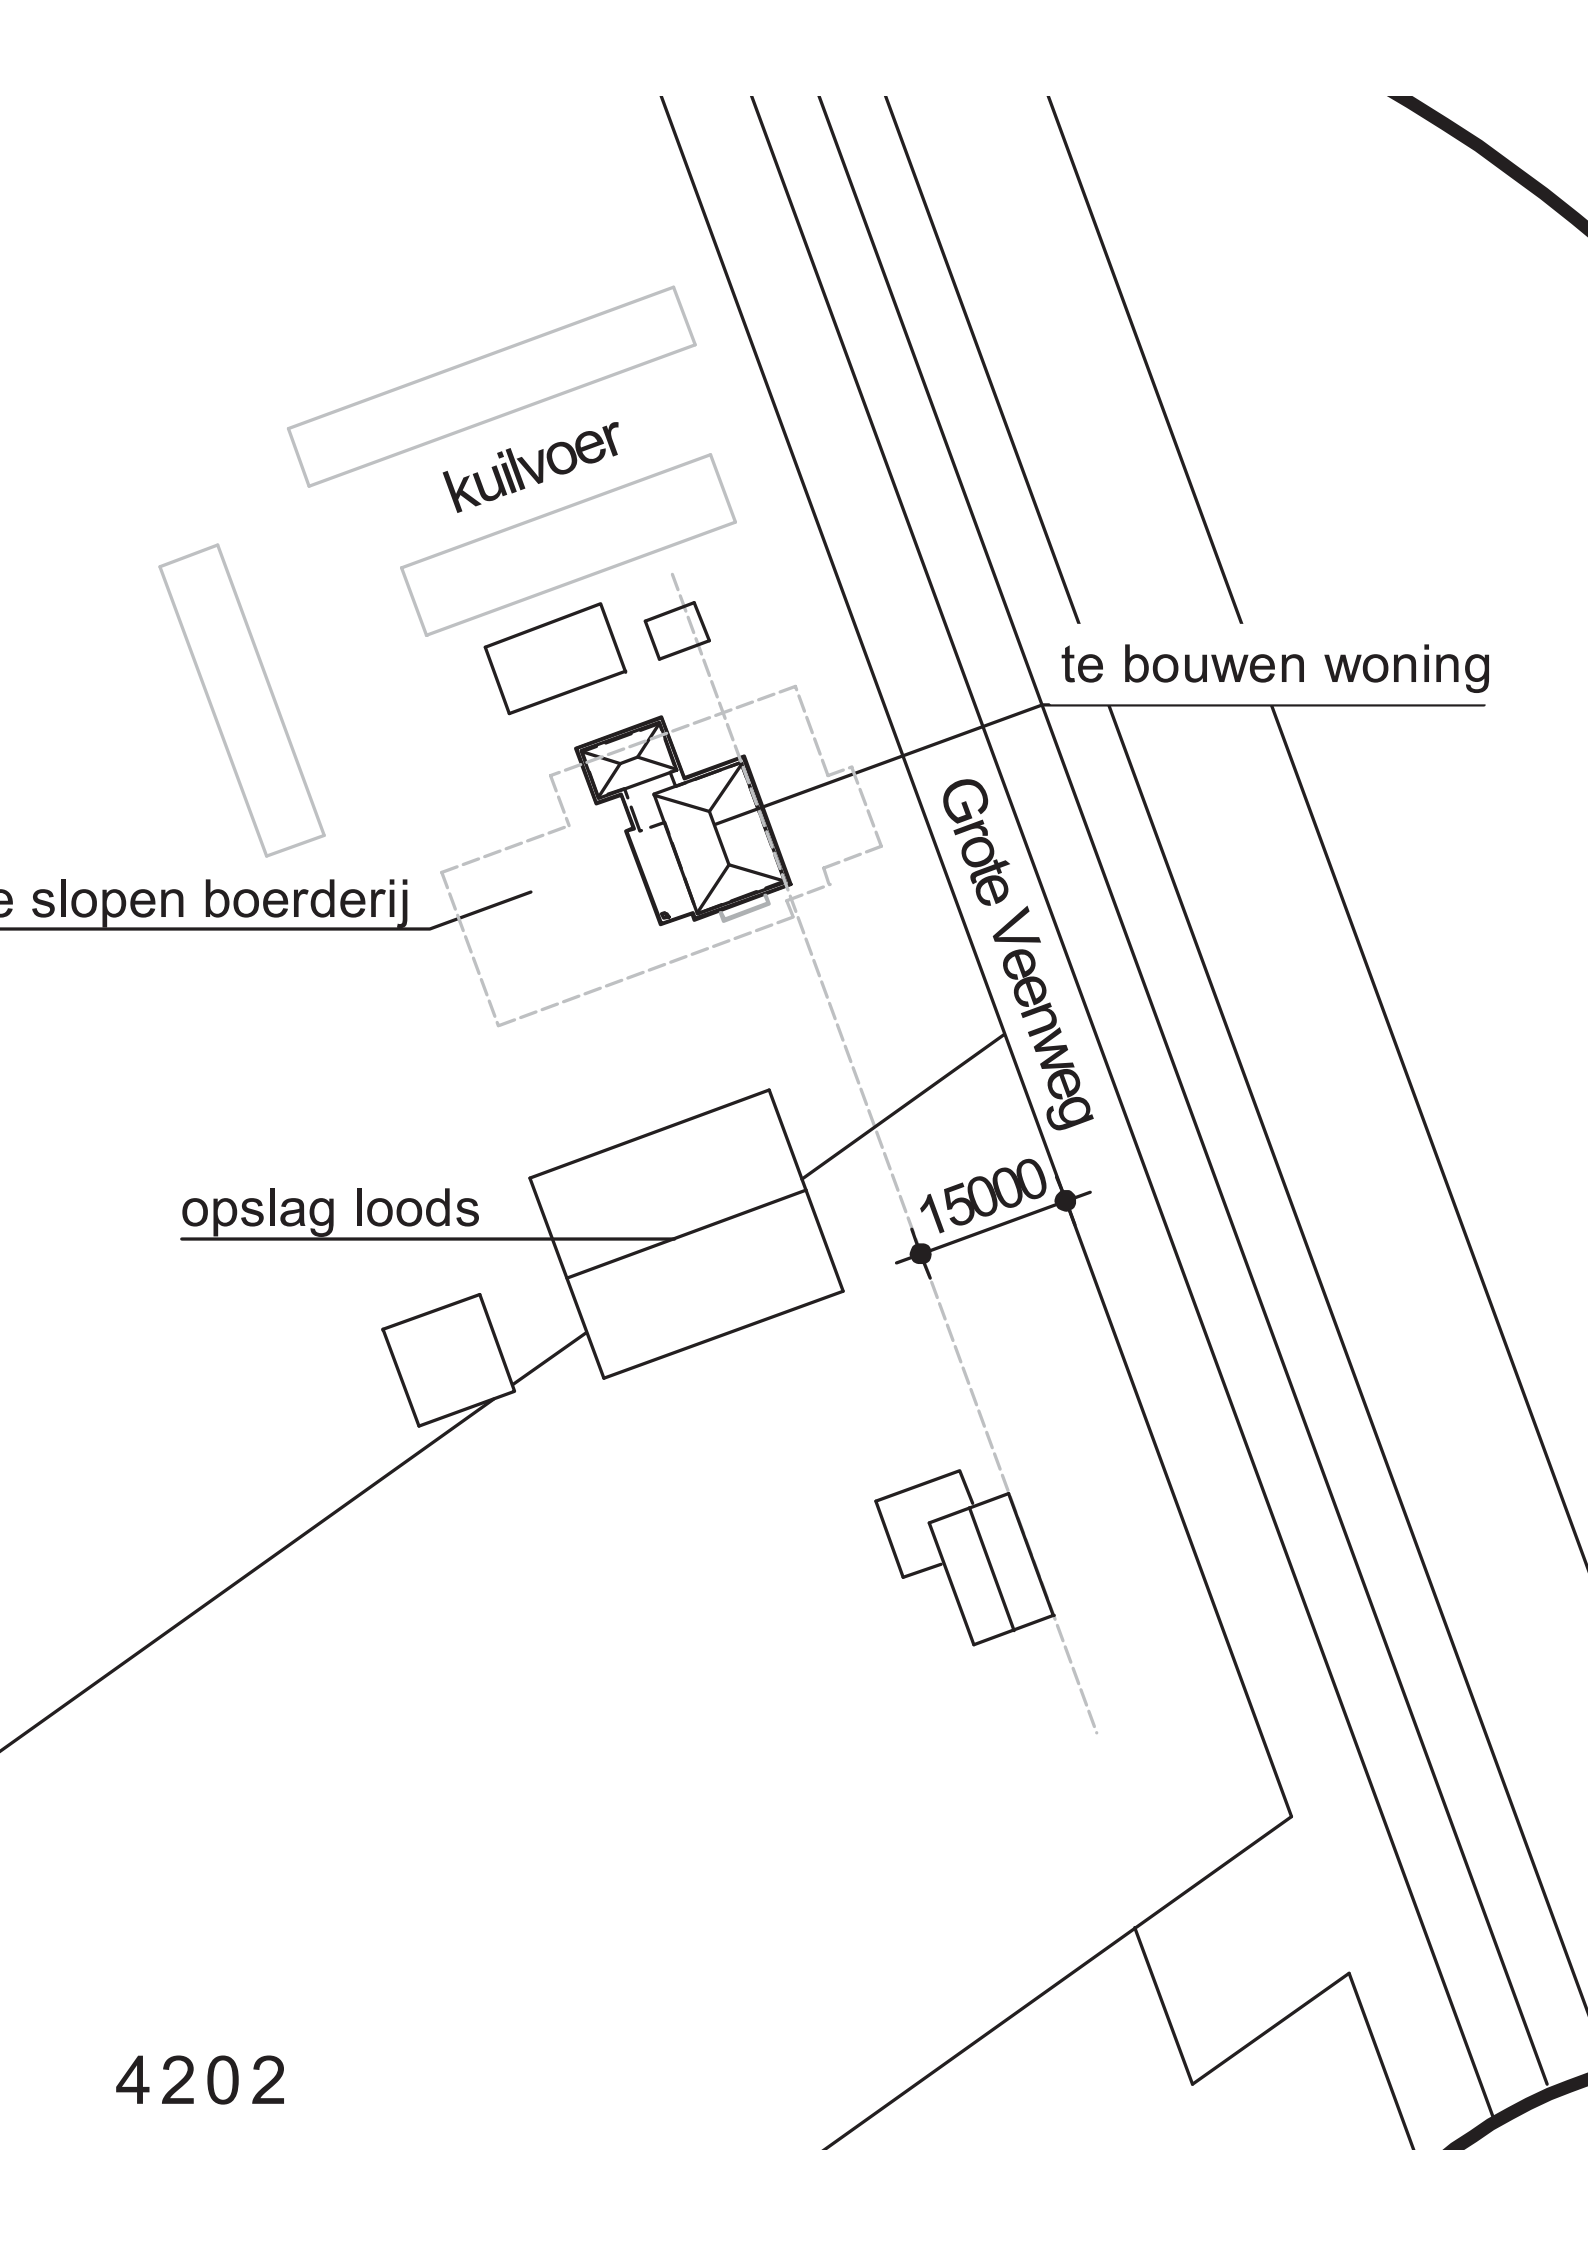 kuilvoer
te bouwen woning
Grote Veenweg
e slopen boerderij
15000
opslag loods
4202